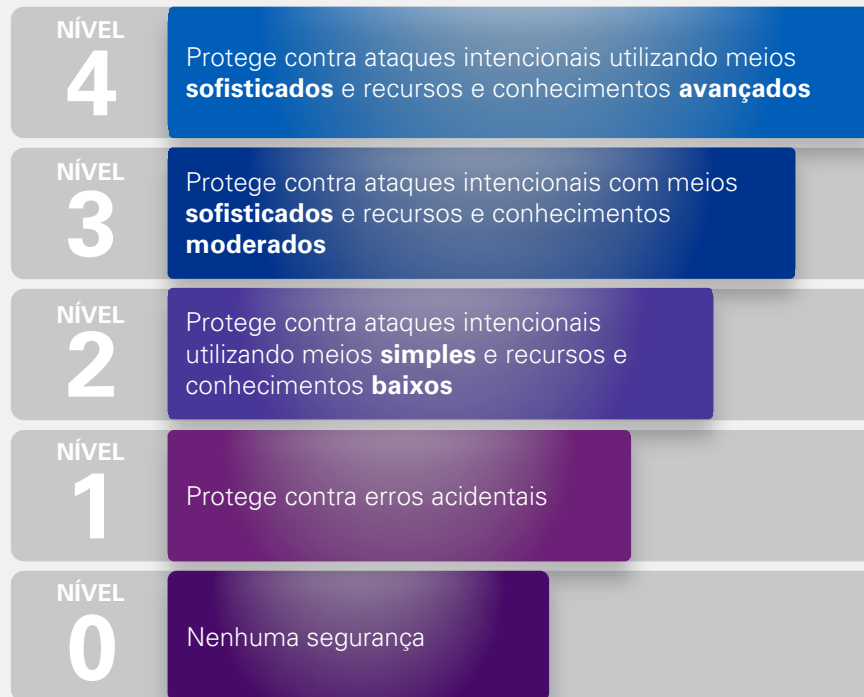 NÍVEL
4
Protege contra ataques intencionais utilizando meios
sofisticados e recursos e conhecimentos avançados
NÍVEL
3
Protege contra ataques intencionais com meios
sofisticados e recursos e conhecimentos
moderados
NÍVEL
2
Protege contra ataques intencionais
utilizando meios simples e recursos e
conhecimentos baixos
NÍVEL
1
Protege contra erros acidentais
NÍVEL
0
Nenhuma segurança